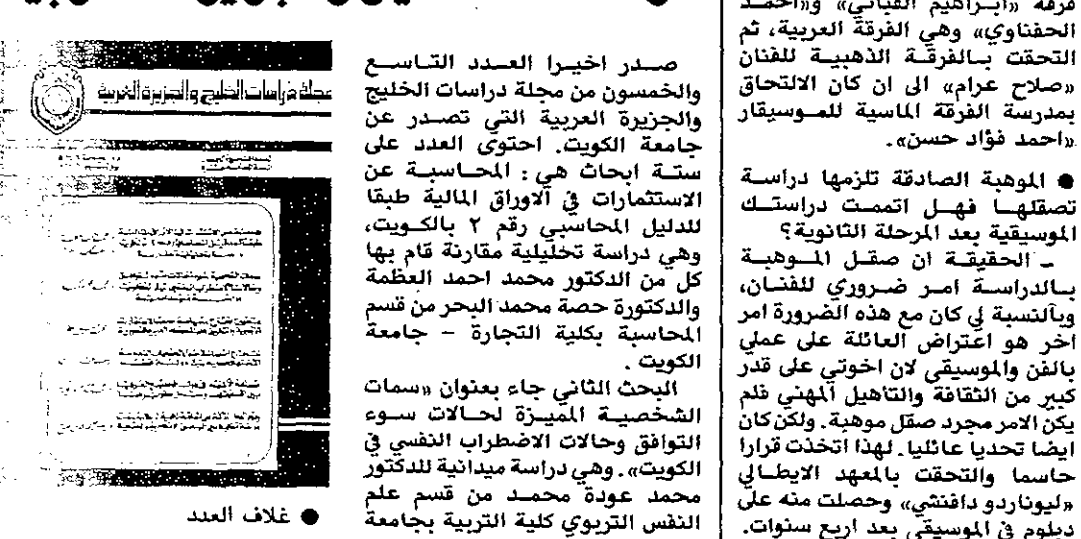 فرقة «ابراهيم القباني» و«احمد
الحفناوي» وهي الفرقة العربية، ثم
التحقت بالفرقة الذهبية للفنان
«صلاح عرام» الى ان كان الالتحاق
بمدرسة الفرقة الماسية للموسيقار
«احمد فؤاد حسن».
● الموهبة الصادقة تلزمها دراسة
تصقلها فهل اتممت دراستك
الموسيقية بعد المرحلة الثانوية؟
ـ الحقيقة ان صقل الموهبة
بالدراسة امر ضروري للفنان،
وبالنسبة لي كان مع هذه الضرورة امر
اخر هو اعتراض العائلة على عملي
بالفن والموسيقى لان اخوتي على قدر
كبير من الثقافة والتاهيل المهني فلم
يكن الامر مجرد صقل موهبة. ولكن كان
ايضا تحديا عائليا. لهذا اتخذت قرارا
حاسما والتحقت بالمعهد الايطالي
«ليوناردو دافنتشي» وحصلت منه على
دبلوم في الموسيقى بعد اربع سنوات.
صدر اخيرا العدد التاسع
والخمسون من مجلة دراسات الخليج
والجزيرة العربية التي تصدر عن
جامعة الكويت. احتوى العدد على
ستة ابحاث هي: المحاسبة عن
الاستثمارات في الاوراق المالية طبقا
للدليل المحاسبي رقم ٢ بالكويت،
وهي دراسة تحليلية مقارنة قام بها
كل من الدكتور محمد احمد العظمة
والدكتورة حصة محمد البحر من قسم
المحاسبة بكلية التجارة – جامعة
الكويت.
البحث الثاني جاء بعنوان «سمات
الشخصية المميزة لحالات سوء
التوافق وحالات الاضطراب النفسي في
الكويت». وهي دراسة ميدانية للدكتور
محمد عودة محمد من قسم علم
النفس التربوي كلية التربية بجامعة
مجلة دراسات الخليج والجزيرة العربية
● غلاف العدد